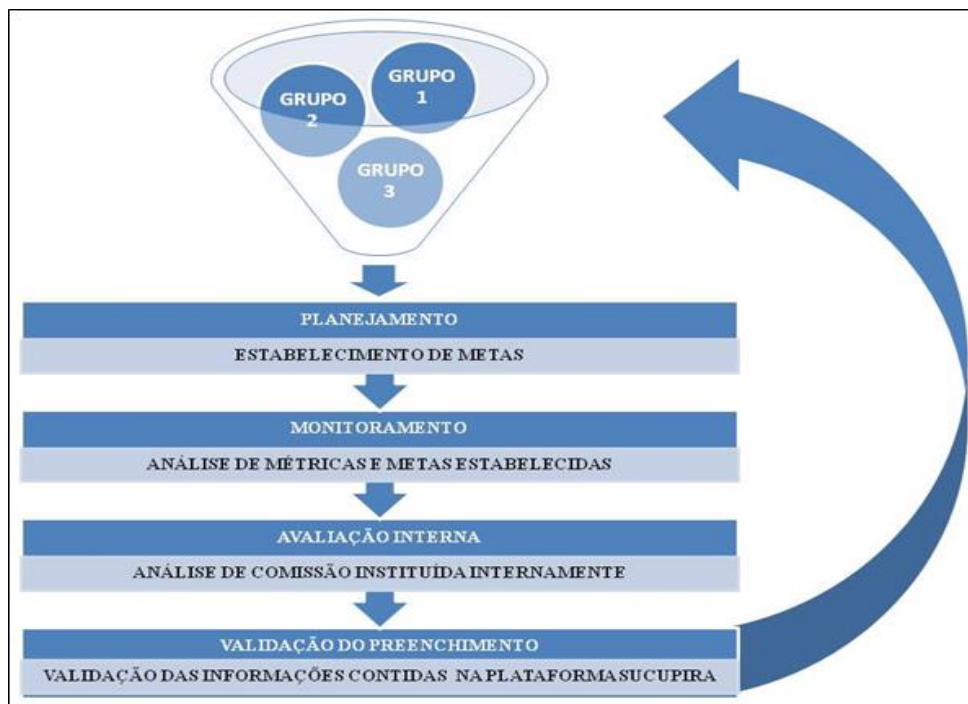 GRUPO
1
GRUPO
2
GRUPO
3
PLANEJAMENTO
ESTABELECIMENTO DE METAS
MONITORAMENTO
ANÁLISE DE MÉTRICAS E METAS ESTABELECIDAS
AVALIAÇÃO INTERNA
ANÁLISE DE COMISSÃO INSTITUÍDA INTERNAMENTE
VALIDAÇÃO DO PREENCHIMENTO
VALIDAÇÃO DAS INFORMAÇÕES CONTIDAS NA PLATAFORMA SUCUPIRA